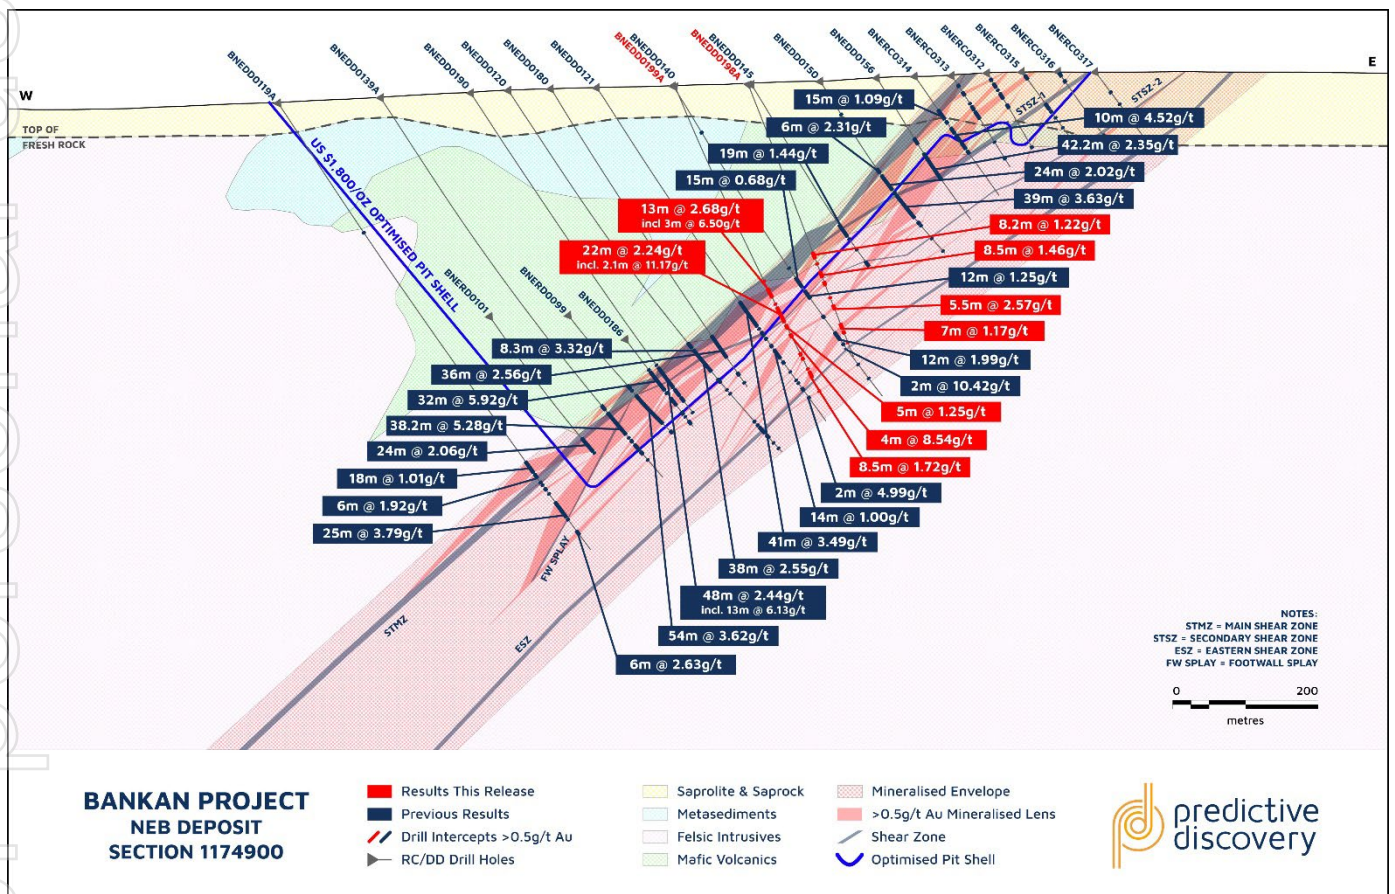 BNEDD0119A
BNEDD0139A
BNEDD0190
BNEDD0120
BNEDD0180
BNEDD0121
BNEDD0199A
BNEDD0140
BNEDD0198A
BNEDD0145
BNEDD0150
BNEDD0156
BNERC0314
BNERC0313
BNERC0312
BNERC0315
BNERC0316
BNERC0317
W
E
TOP OF
FRESH ROCK
US $1.800/OZ OPTIMISED PIT SHELL
STSZ-1
STSZ-2
15m @ 1.09g/t
6m @ 2.31g/t
19m @ 1.44g/t
15m @ 0.68g/t
13m @ 2.68g/t
incl 3m @ 6.50g/t
22m @ 2.24g/t
incl. 2.1m @ 11.17g/t
10m @ 4.52g/t
42.2m @ 2.35g/t
24m @ 2.02g/t
39m @ 3.63g/t
8.2m @ 1.22g/t
8.5m @ 1.46g/t
12m @ 1.25g/t
5.5m @ 2.57g/t
7m @ 1.17g/t
12m @ 1.99g/t
2m @ 10.42g/t
5m @ 1.25g/t
4m @ 8.54g/t
8.5m @ 1.72g/t
2m @ 4.99g/t
14m @ 1.00g/t
41m @ 3.49g/t
38m @ 2.55g/t
48m @ 2.44g/t
incl. 13m @ 6.13g/t
54m @ 3.62g/t
6m @ 2.63g/t
BNERD0101
BNERD0099
BNEDD0186
8.3m @ 3.32g/t
36m @ 2.56g/t
32m @ 5.92g/t
38.2m @ 5.28g/t
24m @ 2.06g/t
18m @ 1.01g/t
6m @ 1.92g/t
25m @ 3.79g/t
FW SPLAY
STMZ
ESZ
NOTES:
STMZ = MAIN SHEAR ZONE
STSZ = SECONDARY SHEAR ZONE
ESZ = EASTERN SHEAR ZONE
FW SPLAY = FOOTWALL SPLAY
0 200
metres
BANKAN PROJECT
NEB DEPOSIT
SECTION 1174900
Results This Release
Previous Results
Drill Intercepts >0.5g/t Au
RC/DD Drill Holes
Saprolite & Saprock
Metasediments
Felsic Intrusives
Mafic Volcanics
Mineralised Envelope
>0.5g/t Au Mineralised Lens
Shear Zone
Optimised Pit Shell
predictive
discovery